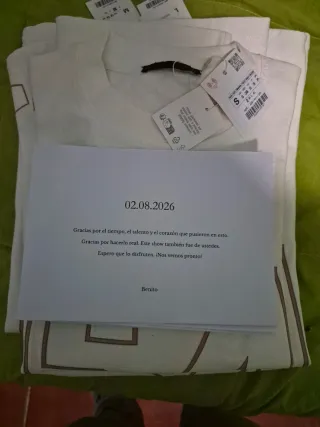 M
S
02.08.2026
Gracias por el tiempo, el talento y el corazón que pusieron en esto.
Gracias por hacerlo real. Este show también fue de ustedes.
Espero que lo disfruten. ¡Nos vemos pronto!
Benito